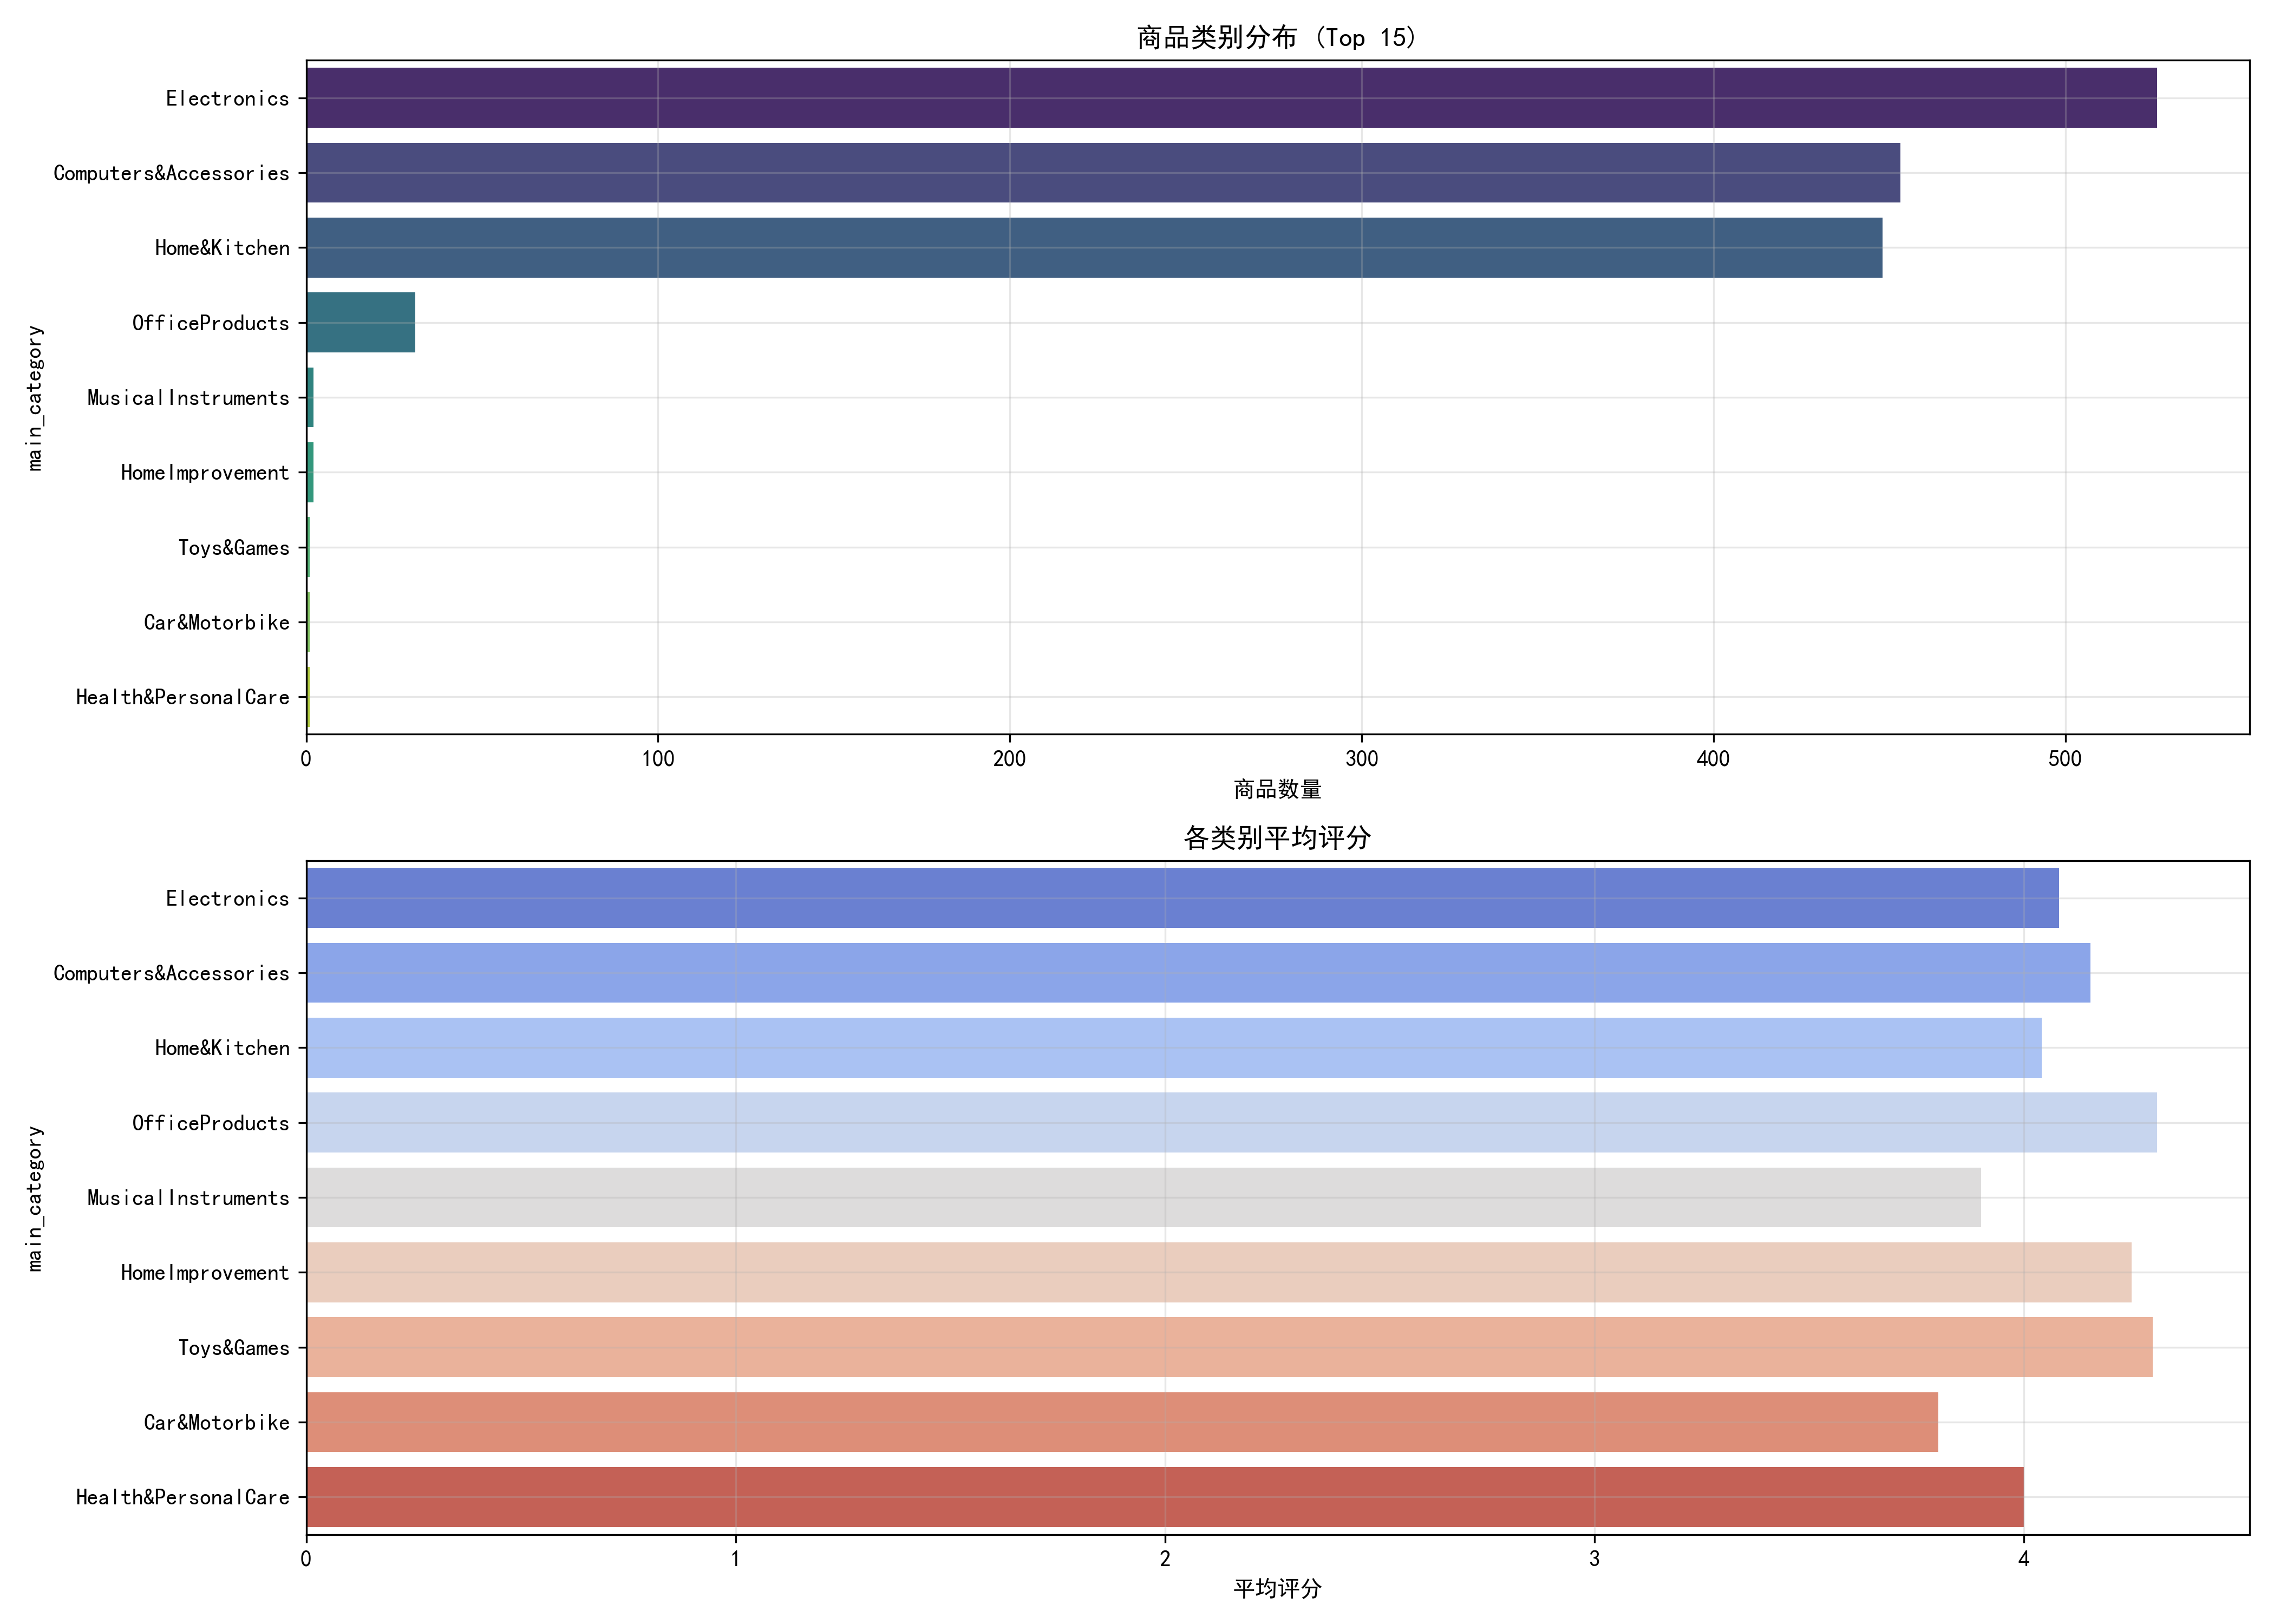 商品类别分布 (Top 15)
main_category
Electronics
Computers&Accessories
Home&Kitchen
OfficeProducts
MusicalInstruments
HomeImprovement
Toys&Games
Car&Motorbike
Health&PersonalCare
0 100 200 300 400 500
商品数量
各类别平均评分
main_category
Electronics
Computers&Accessories
Home&Kitchen
OfficeProducts
MusicalInstruments
HomeImprovement
Toys&Games
Car&Motorbike
Health&PersonalCare
0 1 2 3 4
平均评分